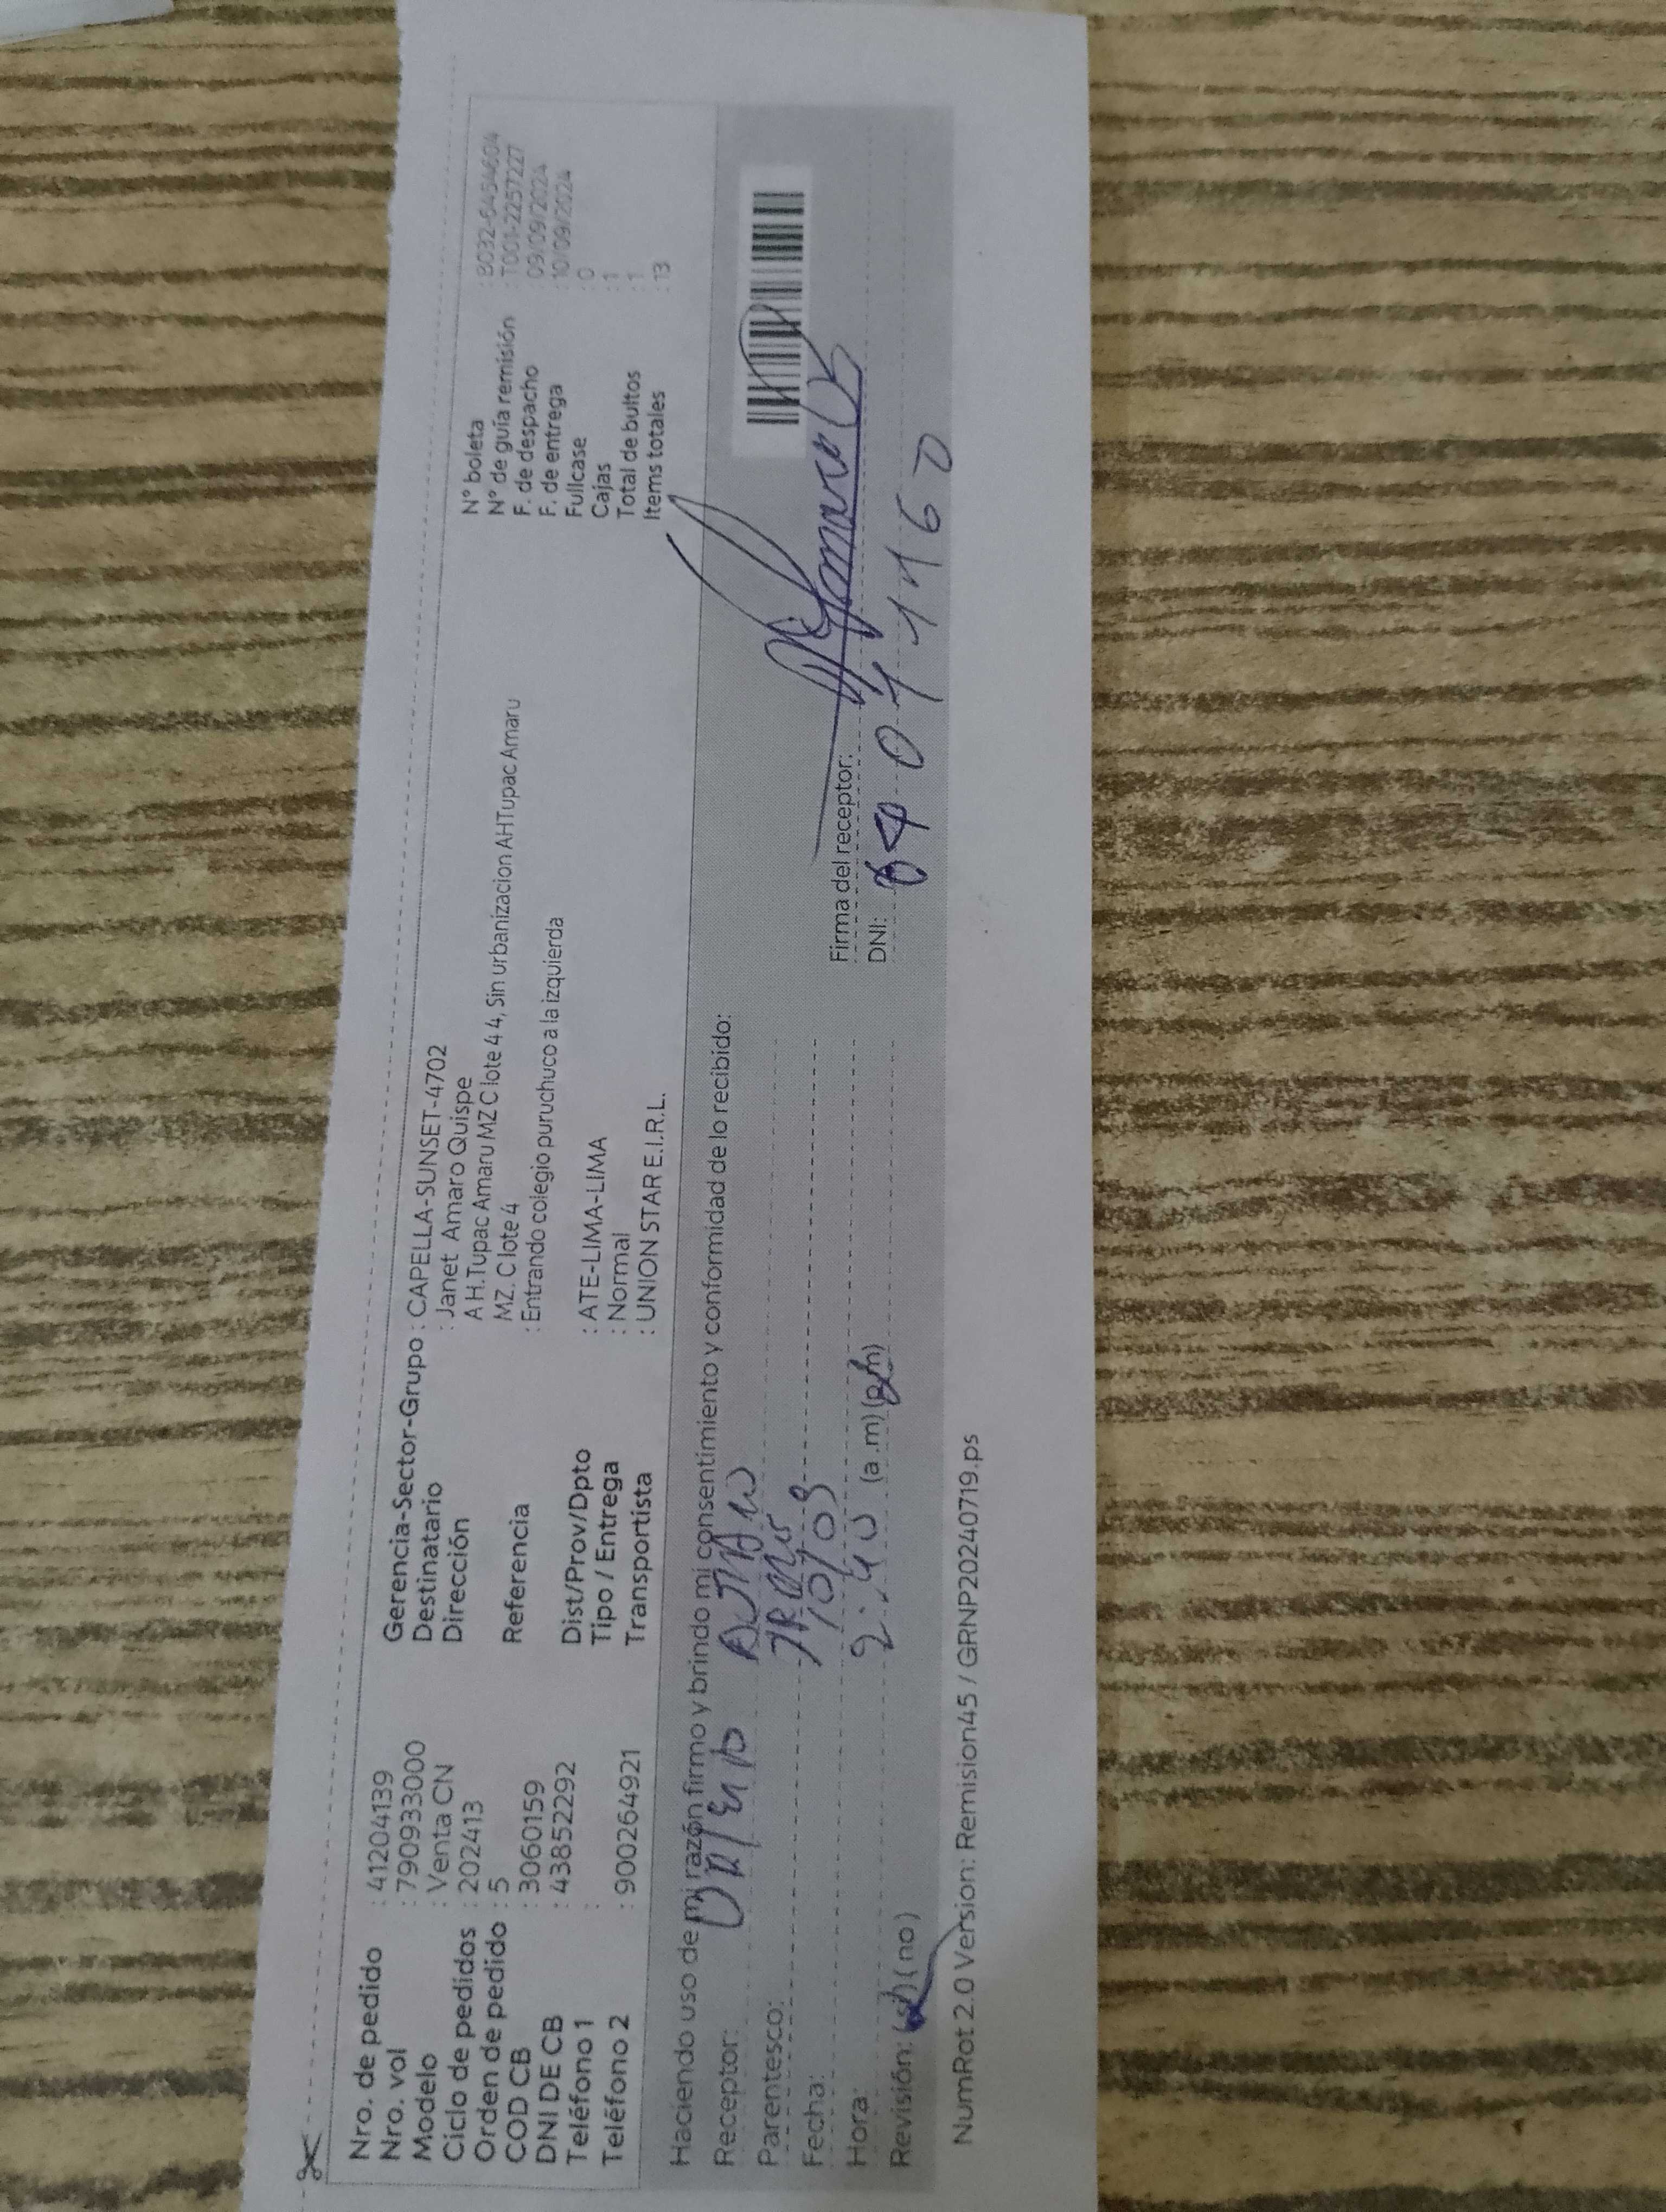 Nro. de pedido : 41204139
Nro. vol : 790933000
Modelo : Venta CN
Ciclo de pedidos : 202413
Orden de pedido : 5
COD CB : 3060159
DNI DE CB : 43852292
Teléfono 1 :
Teléfono 2 : 900264921
Gerencia-Sector-Grupo : CAPELLA-SUNSET-4702
Destinatario : Janet Amaro Quispe
Dirección A H.Tupac Amaru MZ C lote 4 4, Sin urbanizacion AHTupac Amaru
MZ. C lote 4
Referencia : Entrando colegio puruchuco a la izquierda
Dist/Prov/Dpto : ATE-LIMA-LIMA
Tipo / Entrega : Normal
Transportista : UNION STAR E.I.R.L.
N° boleta : B032-6454604
N° de guía remisión : T001-2257227
F. de despacho : 09/09/2024
F. de entrega : 10/09/2024
Fullcase : 0
Cajas : 1
Total de bultos : 1
Items totales : 13
Haciendo uso de mi razón firmo y brindo mi consentimiento y conformidad de lo recibido:
Receptor:
Parentesco:
Fecha: 10/09
Hora: 2:40 (a.m) (p.m)
Revisión: (si) (no)
Firma del receptor:
DNI:
NumRot 2.0 Version: Remision45 / GRNP20240719.ps